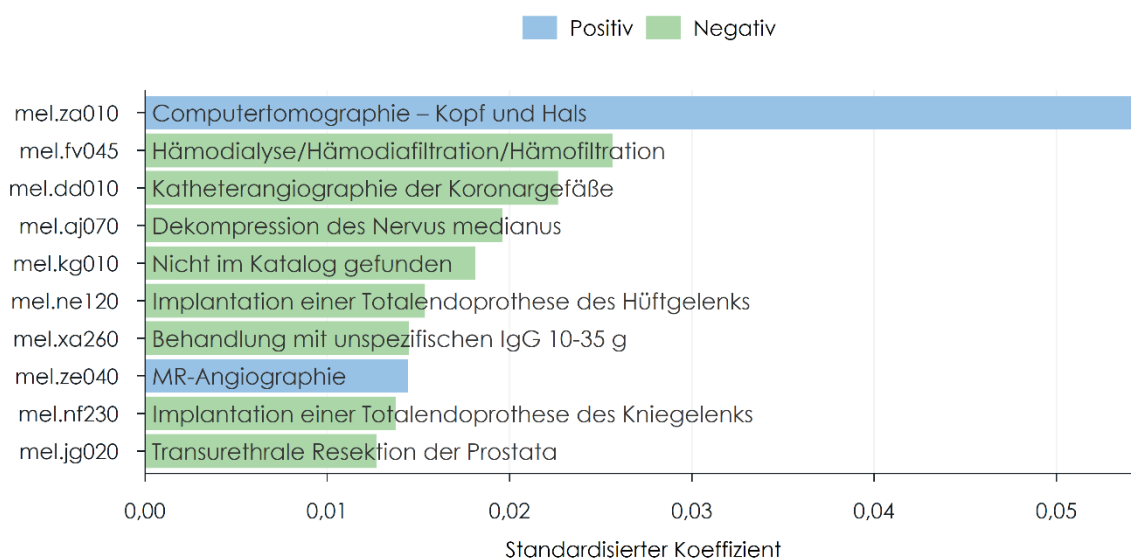 Positiv Negativ
mel.za010 Computertomographie – Kopf und Hals
mel.fv045 Hämodialyse/Hämodiafiltration/Hämofiltration
mel.dd010 Katheterangiographie der Koronargefäße
mel.aj070 Dekompression des Nervus medianus
mel.kg010 Nicht im Katalog gefunden
mel.ne120 Implantation einer Totalendoprothese des Hüftgelenks
mel.xa260 Behandlung mit unspezifischen IgG 10-35 g
mel.ze040 MR-Angiographie
mel.nf230 Implantation einer Totalendoprothese des Kniegelenks
mel.jg020 Transurethrale Resektion der Prostata
0,00 0,01 0,02 0,03 0,04 0,05
Standardisierter Koeffizient